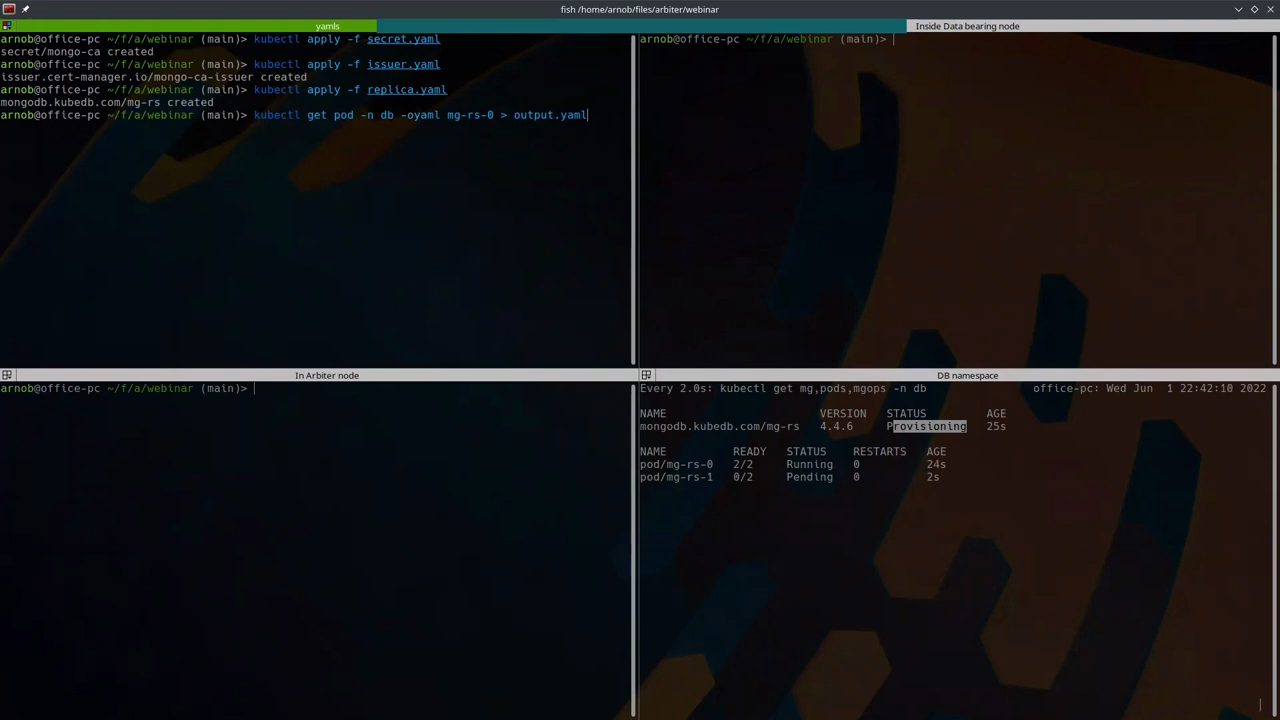 fish /home/arnob/files/arbiter/webinar
yamls
arnob@office-pc ~/f/a/webinar (main)> kubectl apply -f secret.yaml
secret/mongo-ca created
arnob@office-pc ~/f/a/webinar (main)> kubectl apply -f issuer.yaml
issuer.cert-manager.io/mongo-ca-issuer created
arnob@office-pc ~/f/a/webinar (main)> kubectl apply -f replica.yaml
mongodb.kubedb.com/mg-rs created
arnob@office-pc ~/f/a/webinar (main)> kubectl get pod -n db -oyaml mg-rs-0 > output.yaml
Inside Data bearing node
arnob@office-pc ~/f/a/webinar (main)>
In Arbiter node
arnob@office-pc ~/f/a/webinar (main)>
DB namespace
Every 2.0s: kubectl get mg,pods,mgops -n db office-pc: Wed Jun 1 22:42:10 2022
NAME VERSION STATUS AGE
mongodb.kubedb.com/mg-rs 4.4.6 Provisioning 25s
NAME READY STATUS RESTARTS AGE
pod/mg-rs-0 2/2 Running 0 24s
pod/mg-rs-1 0/2 Pending 0 2s